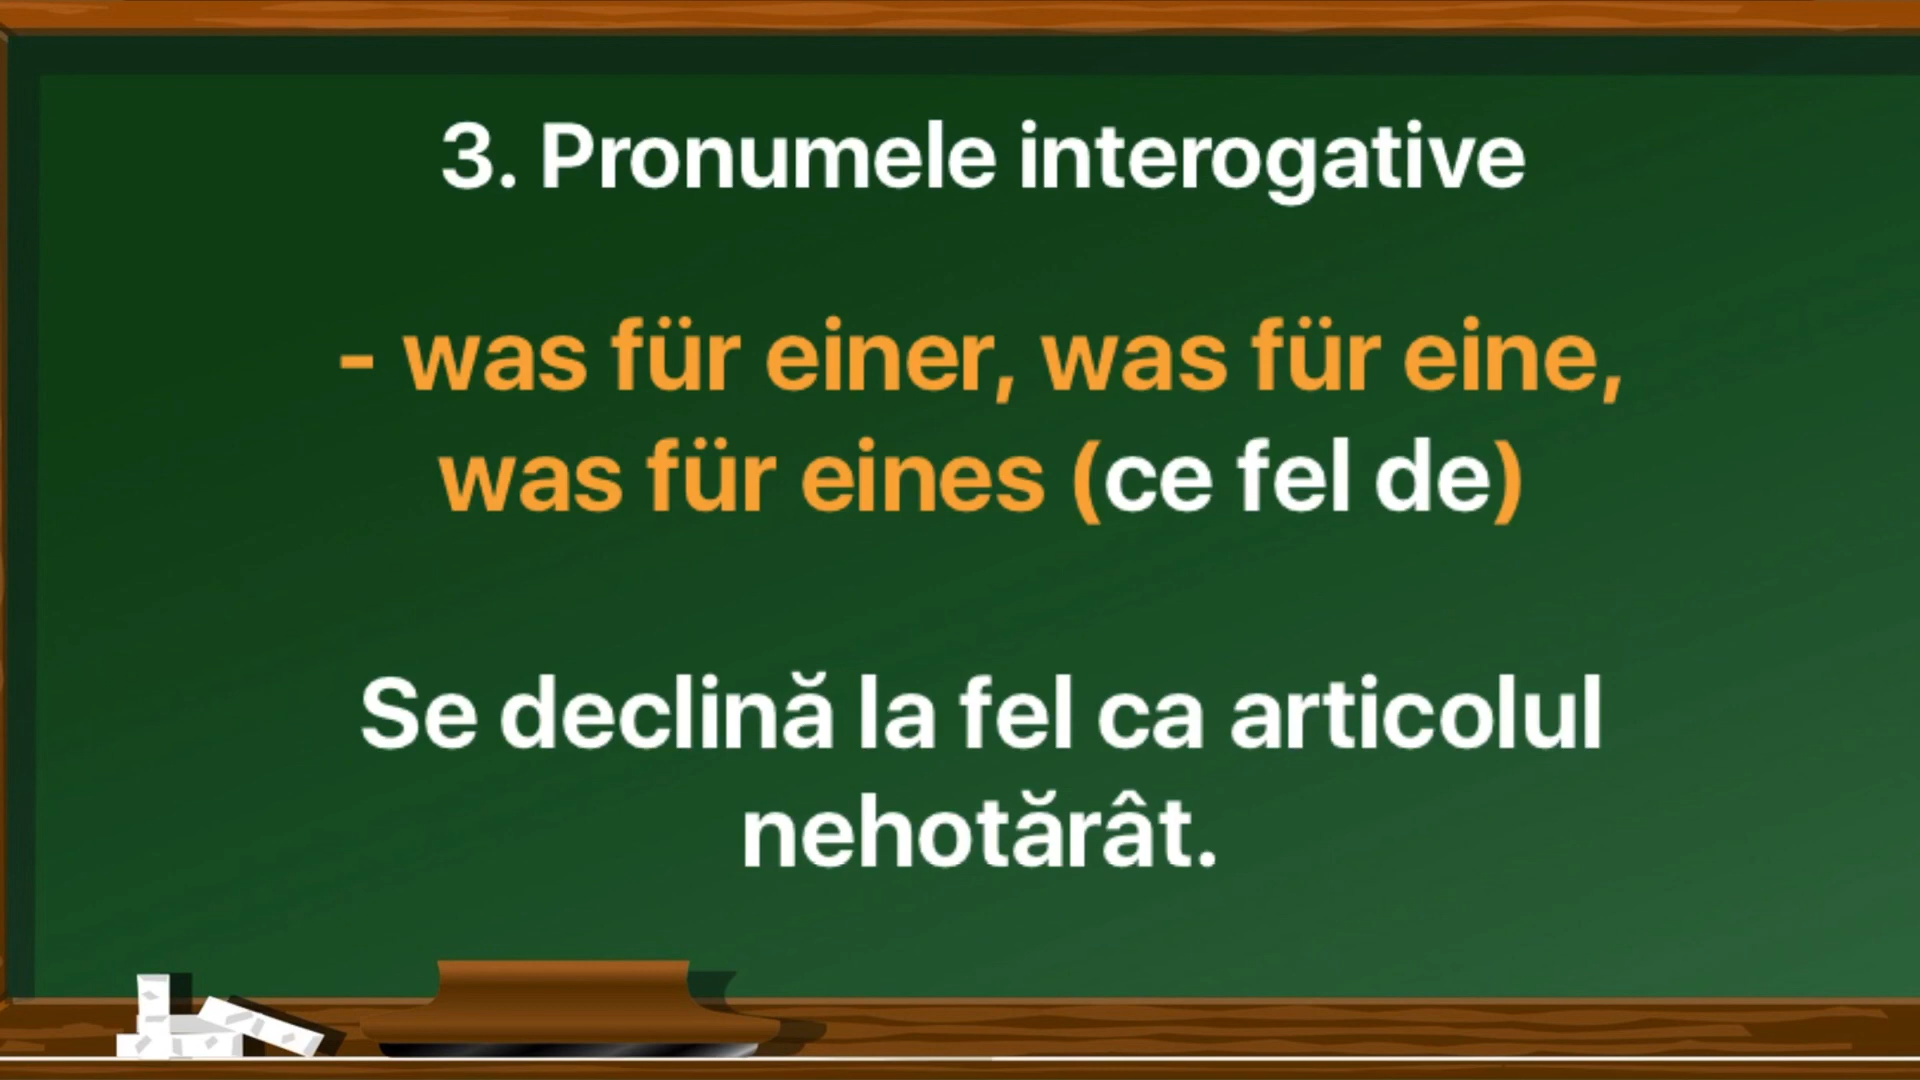 3. Pronumele interogative
- was für einer, was für eine,
was für eines (ce fel de)
Se declină la fel ca articolul
nehotărât.